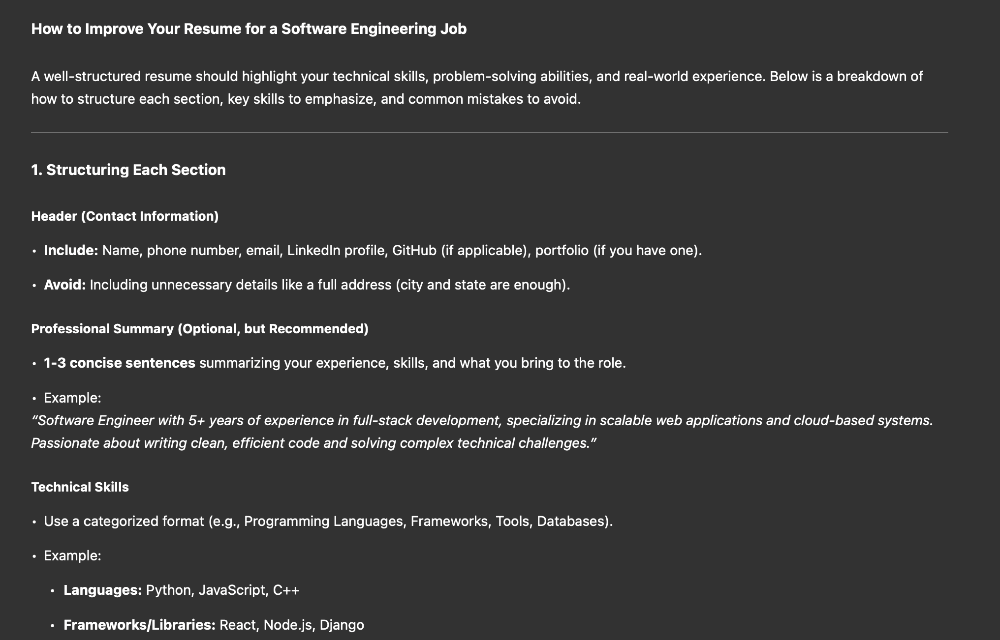 How to Improve Your Resume for a Software Engineering Job
A well-structured resume should highlight your technical skills, problem-solving abilities, and real-world experience. Below is a breakdown of
how to structure each section, key skills to emphasize, and common mistakes to avoid.
1. Structuring Each Section
Header (Contact Information)
• Include: Name, phone number, email, LinkedIn profile, GitHub (if applicable), portfolio (if you have one).
• Avoid: Including unnecessary details like a full address (city and state are enough).
Professional Summary (Optional, but Recommended)
• 1-3 concise sentences summarizing your experience, skills, and what you bring to the role.
• Example:
“Software Engineer with 5+ years of experience in full-stack development, specializing in scalable web applications and cloud-based systems.
Passionate about writing clean, efficient code and solving complex technical challenges.”
Technical Skills
• Use a categorized format (e.g., Programming Languages, Frameworks, Tools, Databases).
• Example:
• Languages: Python, JavaScript, C++
• Frameworks/Libraries: React, Node.js, Django